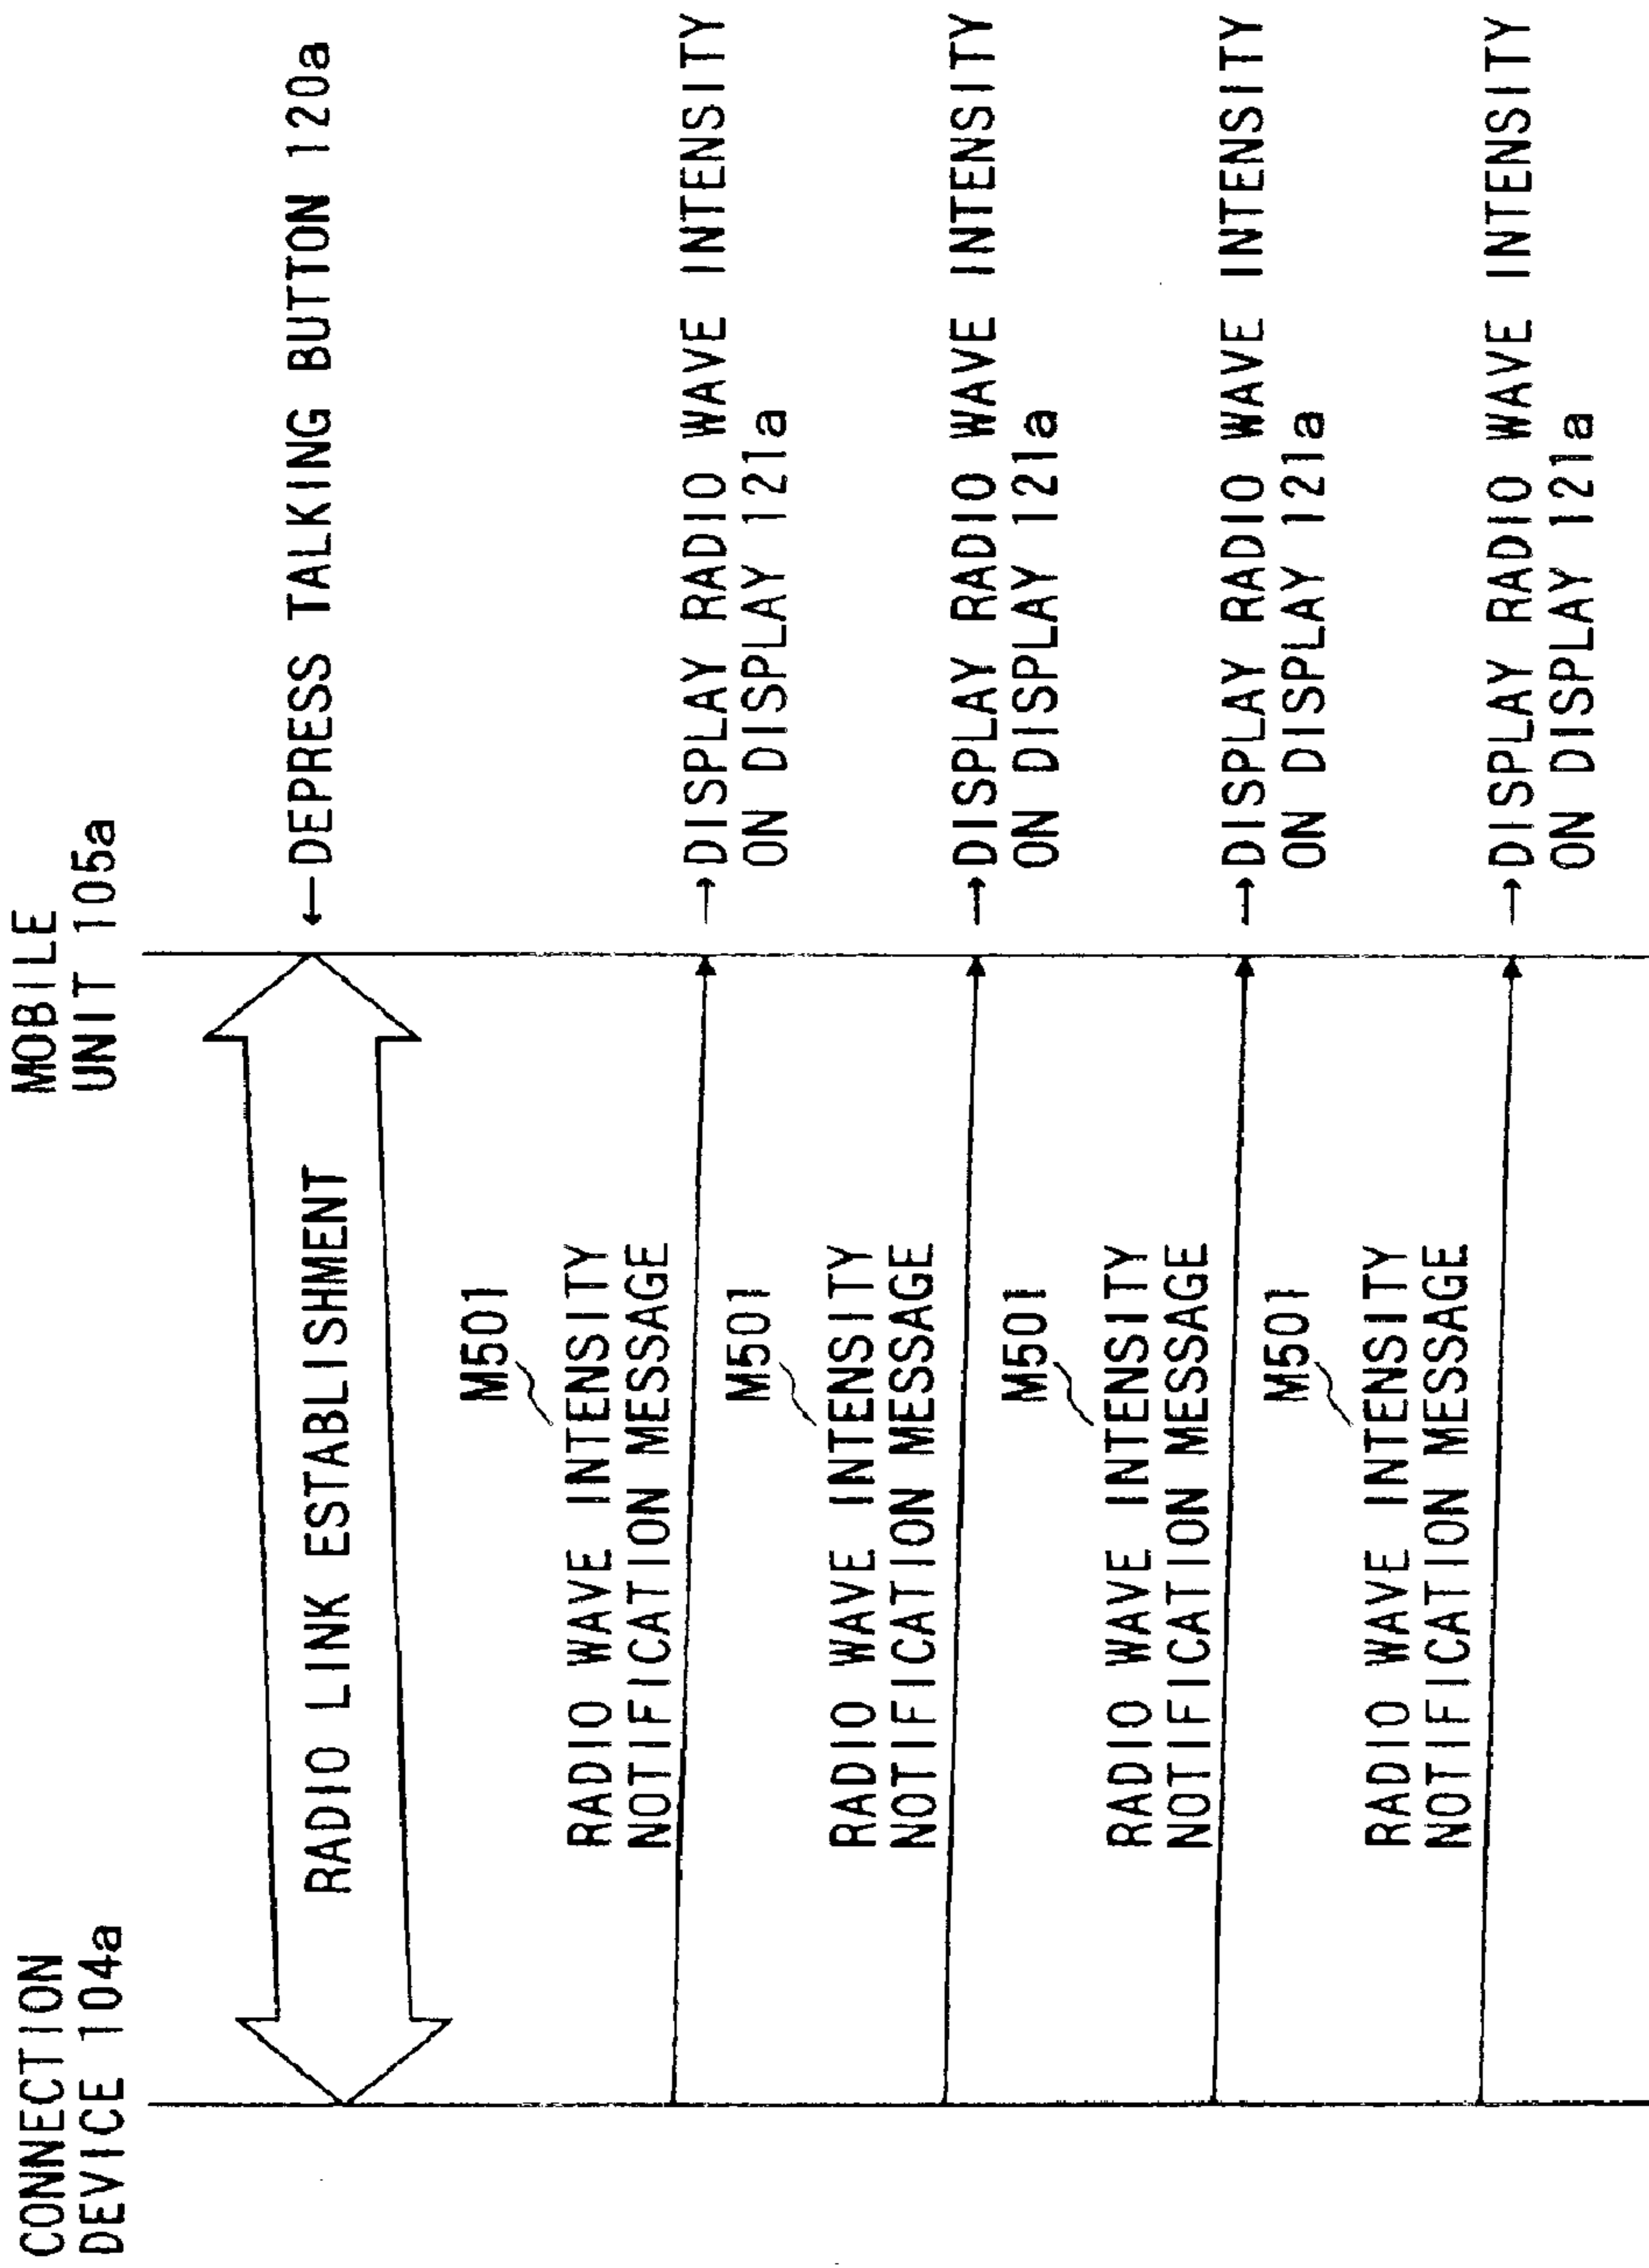 CONNECTION
DEVICE 104a
MOBILE
UNIT 105a
RADIO LINK ESTABLISHMENT
DEPRESS TALKING BUTTON 120a
M501
RADIO WAVE INTENSITY
NOTIFICATION MESSAGE
DISPLAY RADIO WAVE INTENSITY
ON DISPLAY 121a
M501
RADIO WAVE INTENSITY
NOTIFICATION MESSAGE
DISPLAY RADIO WAVE INTENSITY
ON DISPLAY 121a
M501
RADIO WAVE INTENSITY
NOTIFICATION MESSAGE
DISPLAY RADIO WAVE INTENSITY
ON DISPLAY 121a
M501
RADIO WAVE INTENSITY
NOTIFICATION MESSAGE
DISPLAY RADIO WAVE INTENSITY
ON DISPLAY 121a